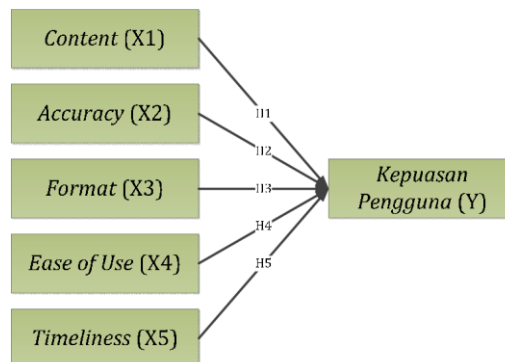 Content (X1)
H1
Accuracy (X2)
H2
Format (X3)
H3
Kepuasan
Pengguna (Y)
Ease of Use (X4)
H4
Timeliness (X5)
H5